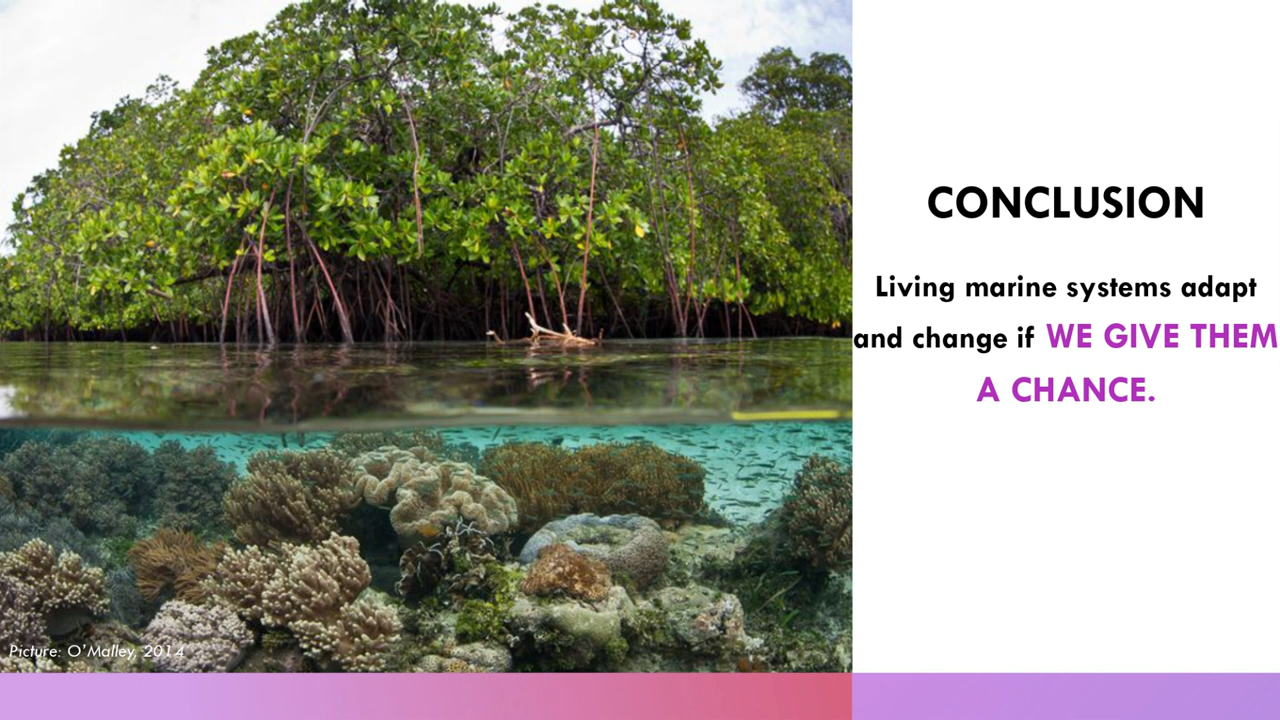 CONCLUSION
Living marine systems adapt
and change if WE GIVE THEM
A CHANCE.
Picture: O'Malley, 2014